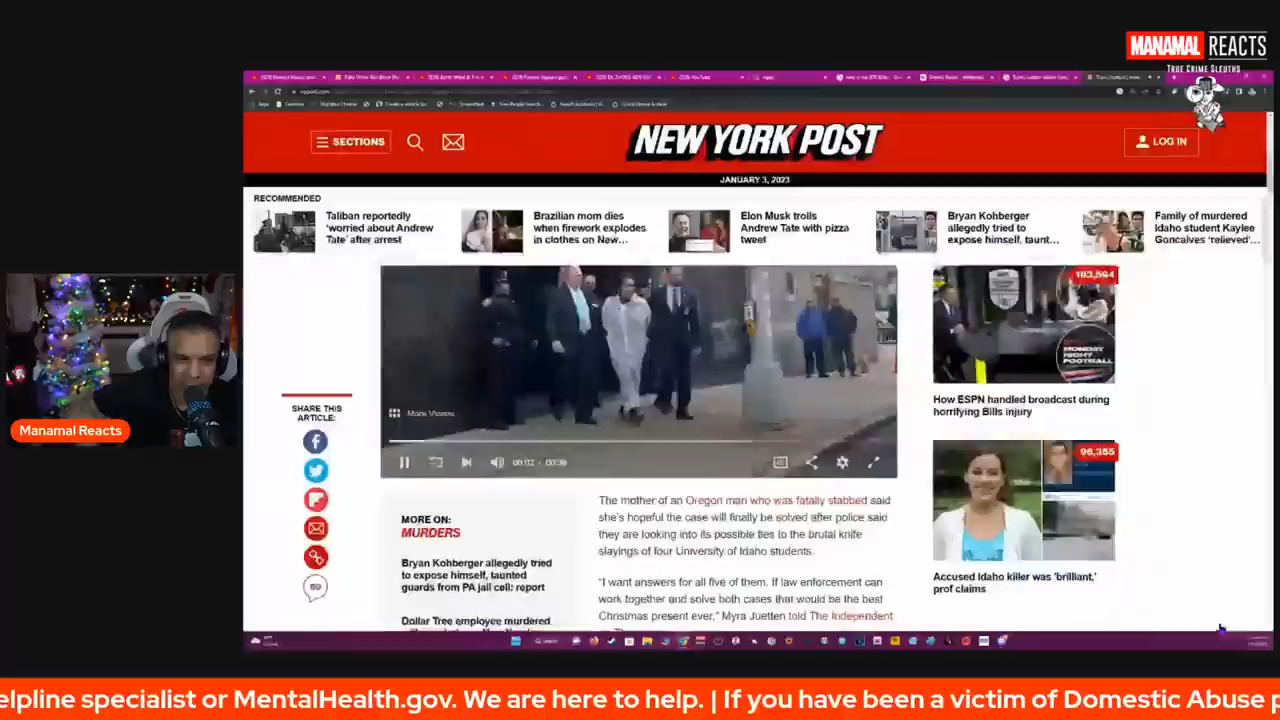 MANAMAL REACTS
TRUE CRIME SLEUTHS
SECTIONS
NEW YORK POST
LOG IN
JANUARY 3, 2023
RECOMMENDED
Taliban reportedly
'worried about Andrew
Tate' after arrest
Brazilian mom dies
when firework explodes
in clothes on New...
Elon Musk trolls
Andrew Tate with pizza
tweet
Bryan Kohberger
allegedly tried to
expose himself, taunt...
Family of murdered
Idaho student Kaylee
Goncalves 'relieved'...
More Videos
SHARE THIS
ARTICLE:
MORE ON:
MURDERS
Bryan Kohberger allegedly tried
to expose himself, taunted
guards from PA jail cell: report
Dollar Tree employee murdered
The mother of an Oregon man who was fatally stabbed said
she's hopeful the case will finally be solved after police said
they are looking into its possible ties to the brutal knife
slayings of four University of Idaho students.
"I want answers for all five of them. If law enforcement can
work together and solve both cases that would be the best
Christmas present ever," Myra Juetten told The Independent
MONDAY
NIGHT
FOOTBALL
How ESPN handled broadcast during
horrifying Bills injury
Accused Idaho killer was 'brilliant,'
prof claims
Manamal Reacts
elpline specialist or MentalHealth.gov. We are here to help. | If you have been a victim of Domestic Abuse p